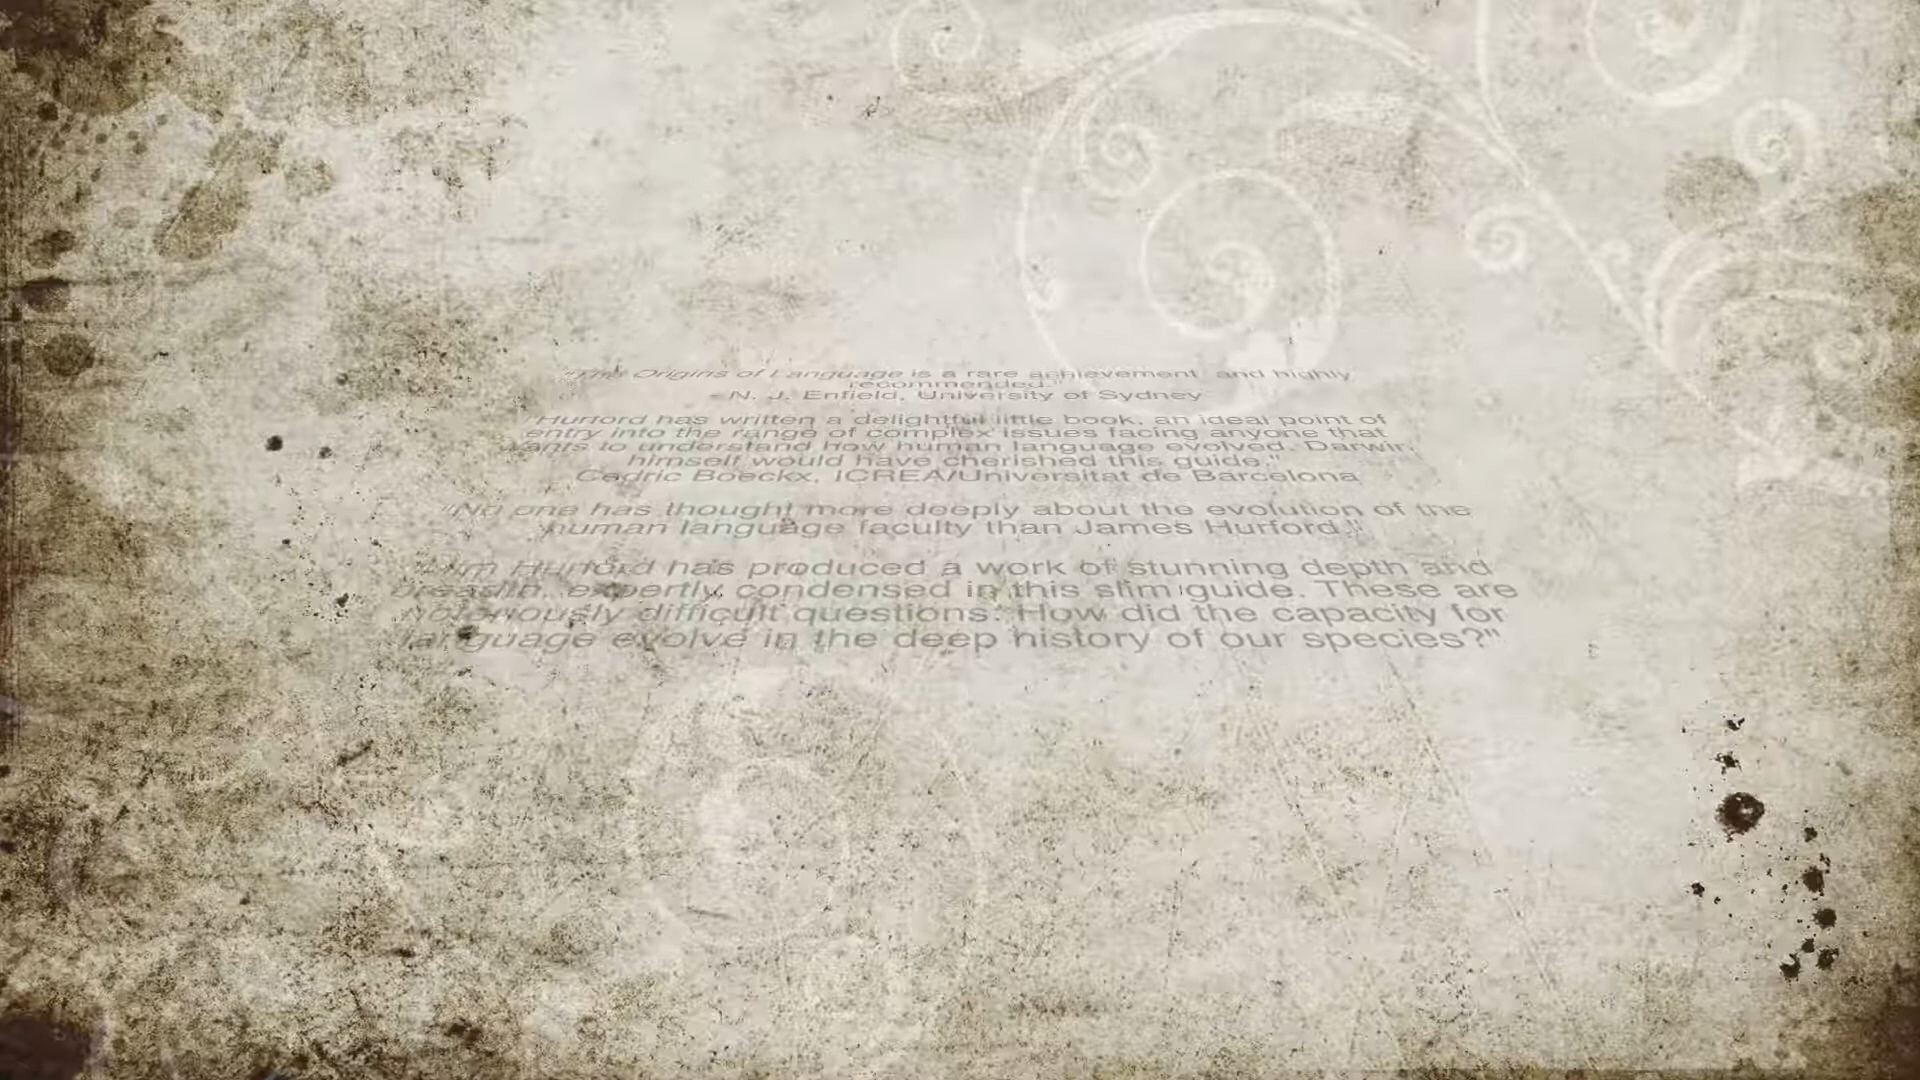 "The Origins of Language is a rare achievement, and highly
recommended."
- N. J. Enfield, University of Sydney
"Hurford has written a delightful little book, an ideal point of
entry into the range of complex issues facing anyone that
wants to understand how human language evolved. Darwin
himself would have cherished this guide."
Cedric Boeckx, ICREA/Universitat de Barcelona
"No one has thought more deeply about the evolution of the
human language faculty than James Hurford."
"Jim Hurford has produced a work of stunning depth and
breadth, expertly condensed in this slim guide. These are
notoriously difficult questions: How did the capacity for
language evolve in the deep history of our species?"